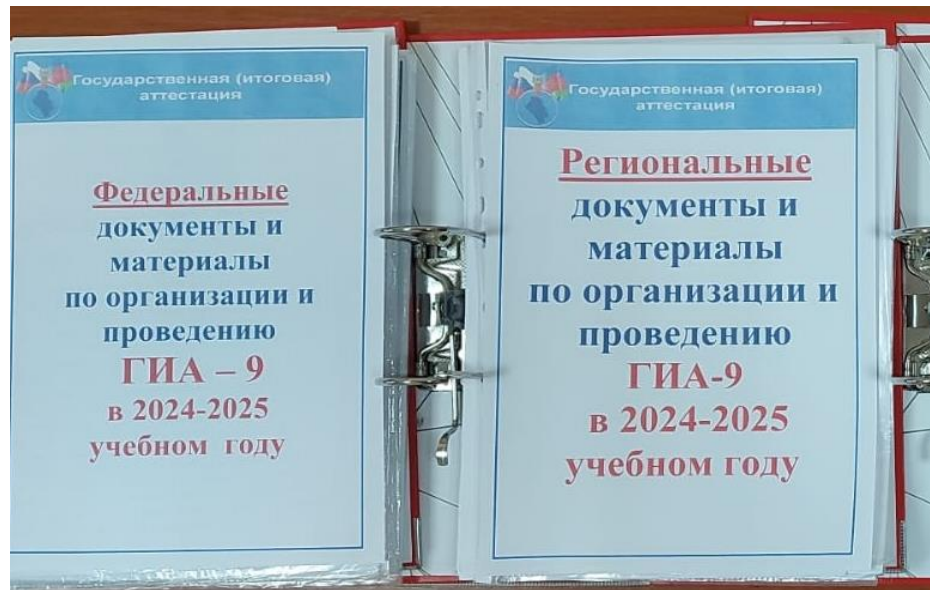 Государственная (итоговая)
аттестация
Федеральные
документы и
материалы
по организации и
проведению
ГИА – 9
в 2024-2025
учебном году
Государственная (итоговая)
аттестация
Региональные
документы и
материалы
по организации и
проведению
ГИА-9
в 2024-2025
учебном году